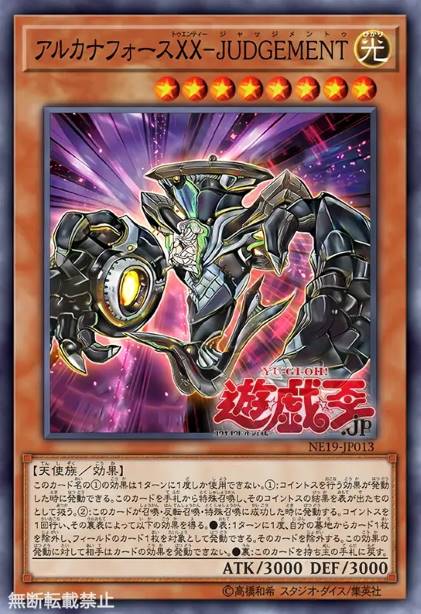 トゥエンティー ジャッジメント
アルカナフォースXX-JUDGEMENT
ひかり
光
YU-GI-OH!
遊戯王
.JP
NE19-JP013
【天使族/効果】
このカード名の①の効果は1ターンに1度しか使用できない。①:コイントスを行う効果が発動
した時に発動できる。このカードを手札から特殊召喚し、そのコイントスの結果を表が出たものと
して扱う。②:このカードが召喚・反転召喚・特殊召喚に成功した時に発動する。コイントスを
1回行い、その裏表によって以下の効果を得る。●表:1ターンに1度、自分の墓地からカード1枚
を除外し、フィールドのカード1枚を対象として発動できる。そのカードを除外する。この効果の
発動に対して相手はカードの効果を発動できない。●裏:このカードを持ち主の手札に戻す。
ATK/3000 DEF/3000
無断転載禁止
©高橋和希 スタジオ・ダイス/集英社